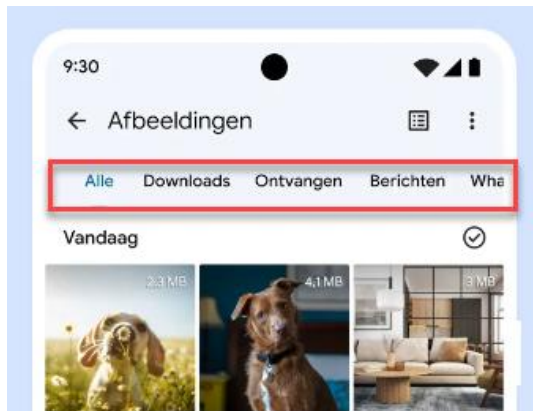 9:30
Afbeeldingen
Alle Downloads Ontvangen Berichten Wha
Vandaag
2,3 MB 4,1 MB 3 MB